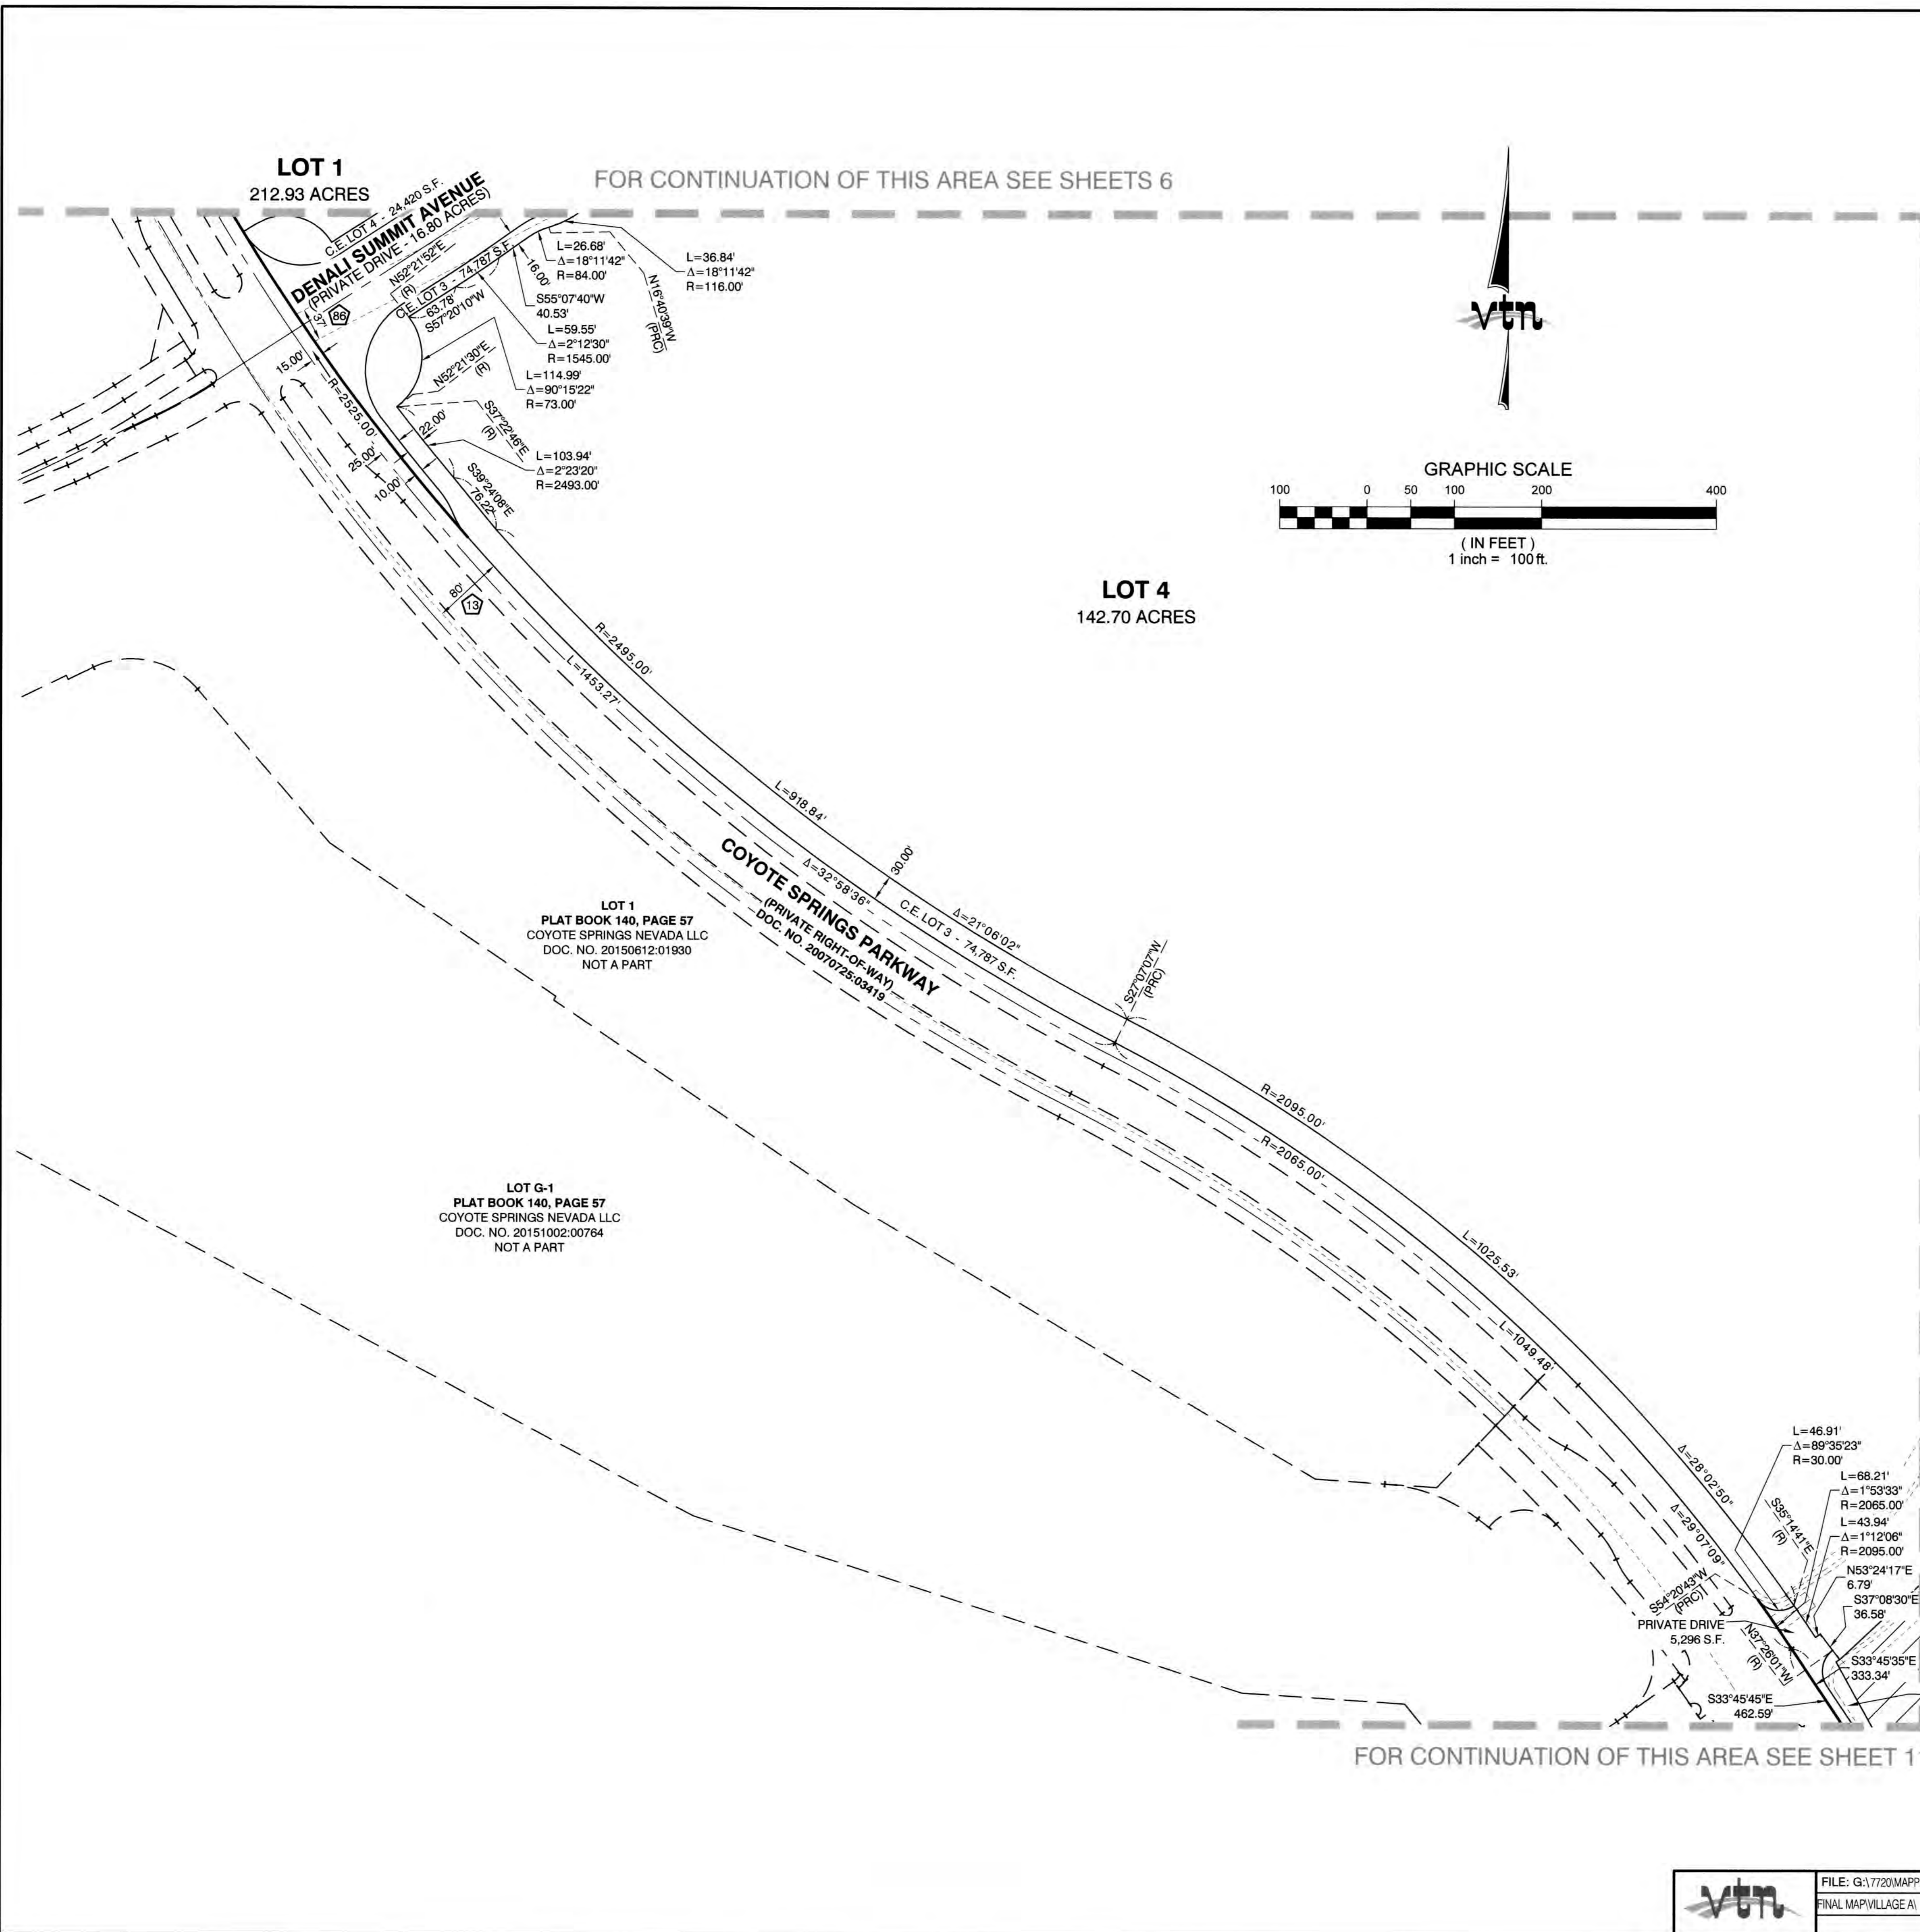 LOT 1
212.93 ACRES
FOR CONTINUATION OF THIS AREA SEE SHEETS 6
C.E. LOT 4 - 24,420 S.F.
DENALI SUMMIT AVENUE
(PRIVATE DRIVE - 16.80 ACRES)
N52°21'52"E
(R)
C.E. LOT 3 - 74,787 S.F.
63.78'
S57°20'10"W
16.00'
37'
86
15.00'
L=26.68'
Δ=18°11'42"
R=84.00'
L=36.84'
Δ=18°11'42"
R=116.00'
S55°07'40"W
40.53'
N16°40'39"W
(PRC)
L=59.55'
Δ=2°12'30"
R=1545.00'
N52°21'30"E
(R)
L=114.99'
Δ=90°15'22"
R=73.00'
R=2525.00'
22.00'
S37°22'46"E
(R)
25.00'
10.00'
L=103.94'
Δ=2°23'20"
R=2493.00'
S39°24'08"E
76.22'
vtn
GRAPHIC SCALE
100 0 50 100 200 400
( IN FEET )
1 inch = 100 ft.
80'
13
LOT 4
142.70 ACRES
R=2495.00'
L=1453.27'
L=918.84'
30.00'
Δ=32°58'36"
C.E. LOT 3 - 74,787 S.F.
Δ=21°06'02"
COYOTE SPRINGS PARKWAY
(PRIVATE RIGHT-OF-WAY)
DOC. NO. 20070725:03419
S27°07'07"W
(PRC)
LOT 1
PLAT BOOK 140, PAGE 57
COYOTE SPRINGS NEVADA LLC
DOC. NO. 20150612:01930
NOT A PART
R=2095.00'
R=2065.00'
LOT G-1
PLAT BOOK 140, PAGE 57
COYOTE SPRINGS NEVADA LLC
DOC. NO. 20151002:00764
NOT A PART
L=1025.53'
L=1049.48'
Δ=28°02'50"
Δ=29°07'09"
L=46.91'
Δ=89°35'23"
R=30.00'
L=68.21'
Δ=1°53'33"
R=2065.00'
L=43.94'
Δ=1°12'06"
R=2095.00'
S35°14'41"E
(R)
N53°24'17"E
6.79'
S37°08'30"E
36.58'
S54°20'43"W
(PRC)
PRIVATE DRIVE
5,296 S.F.
N37°26'01"W
(R)
S33°45'35"E
333.34'
S33°45'45"E
462.59'
FOR CONTINUATION OF THIS AREA SEE SHEET 1
vtn
FILE: G:\7720\MAPP
FINAL MAP\VILLAGE A\